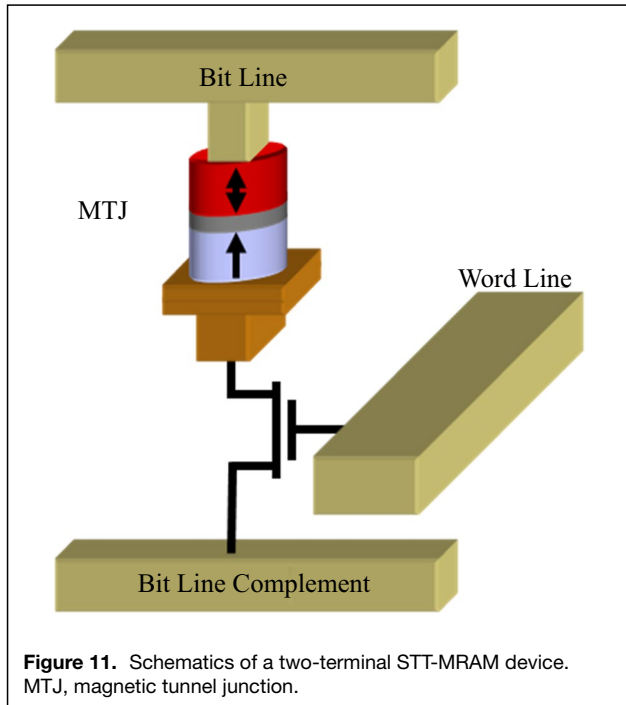 Bit Line
MTJ
Word Line
Bit Line Complement
Figure 11. Schematics of a two-terminal STT-MRAM device.
MTJ, magnetic tunnel junction.